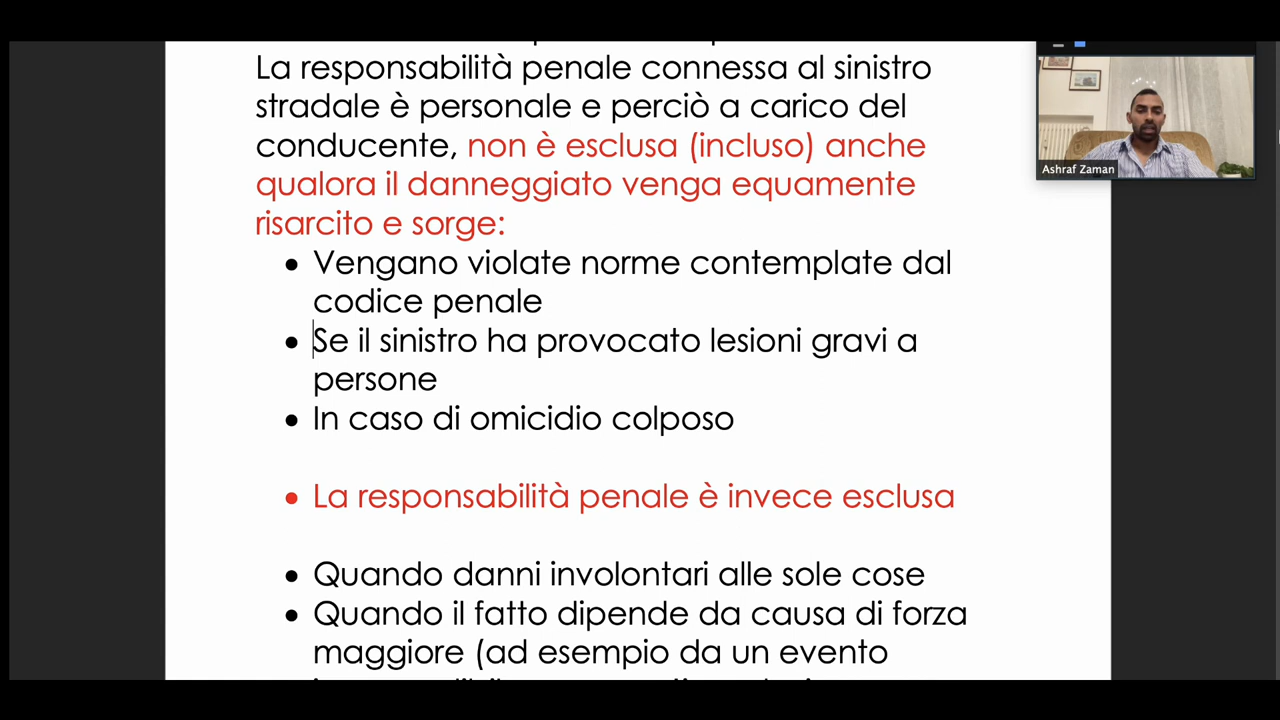 La responsabilità penale connessa al sinistro
stradale è personale e perciò a carico del
conducente, non è esclusa (incluso) anche
qualora il danneggiato venga equamente
risarcito e sorge:
• Vengano violate norme contemplate dal
codice penale
• Se il sinistro ha provocato lesioni gravi a
persone
• In caso di omicidio colposo
• La responsabilità penale è invece esclusa
• Quando danni involontari alle sole cose
• Quando il fatto dipende da causa di forza
maggiore (ad esempio da un evento
Ashraf Zaman